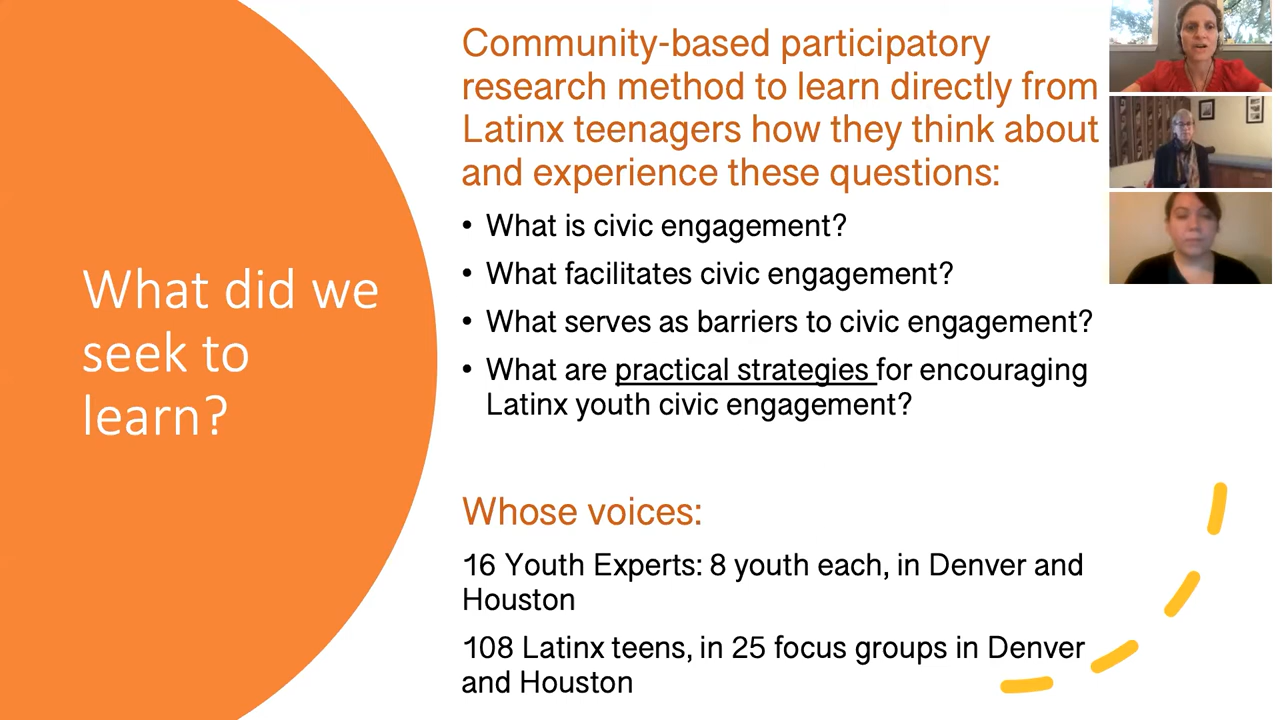 What did we
seek to
learn?
Community-based participatory
research method to learn directly from
Latinx teenagers how they think about
and experience these questions:
• What is civic engagement?
• What facilitates civic engagement?
• What serves as barriers to civic engagement?
• What are practical strategies for encouraging
Latinx youth civic engagement?
Whose voices:
16 Youth Experts: 8 youth each, in Denver and
Houston
108 Latinx teens, in 25 focus groups in Denver
and Houston